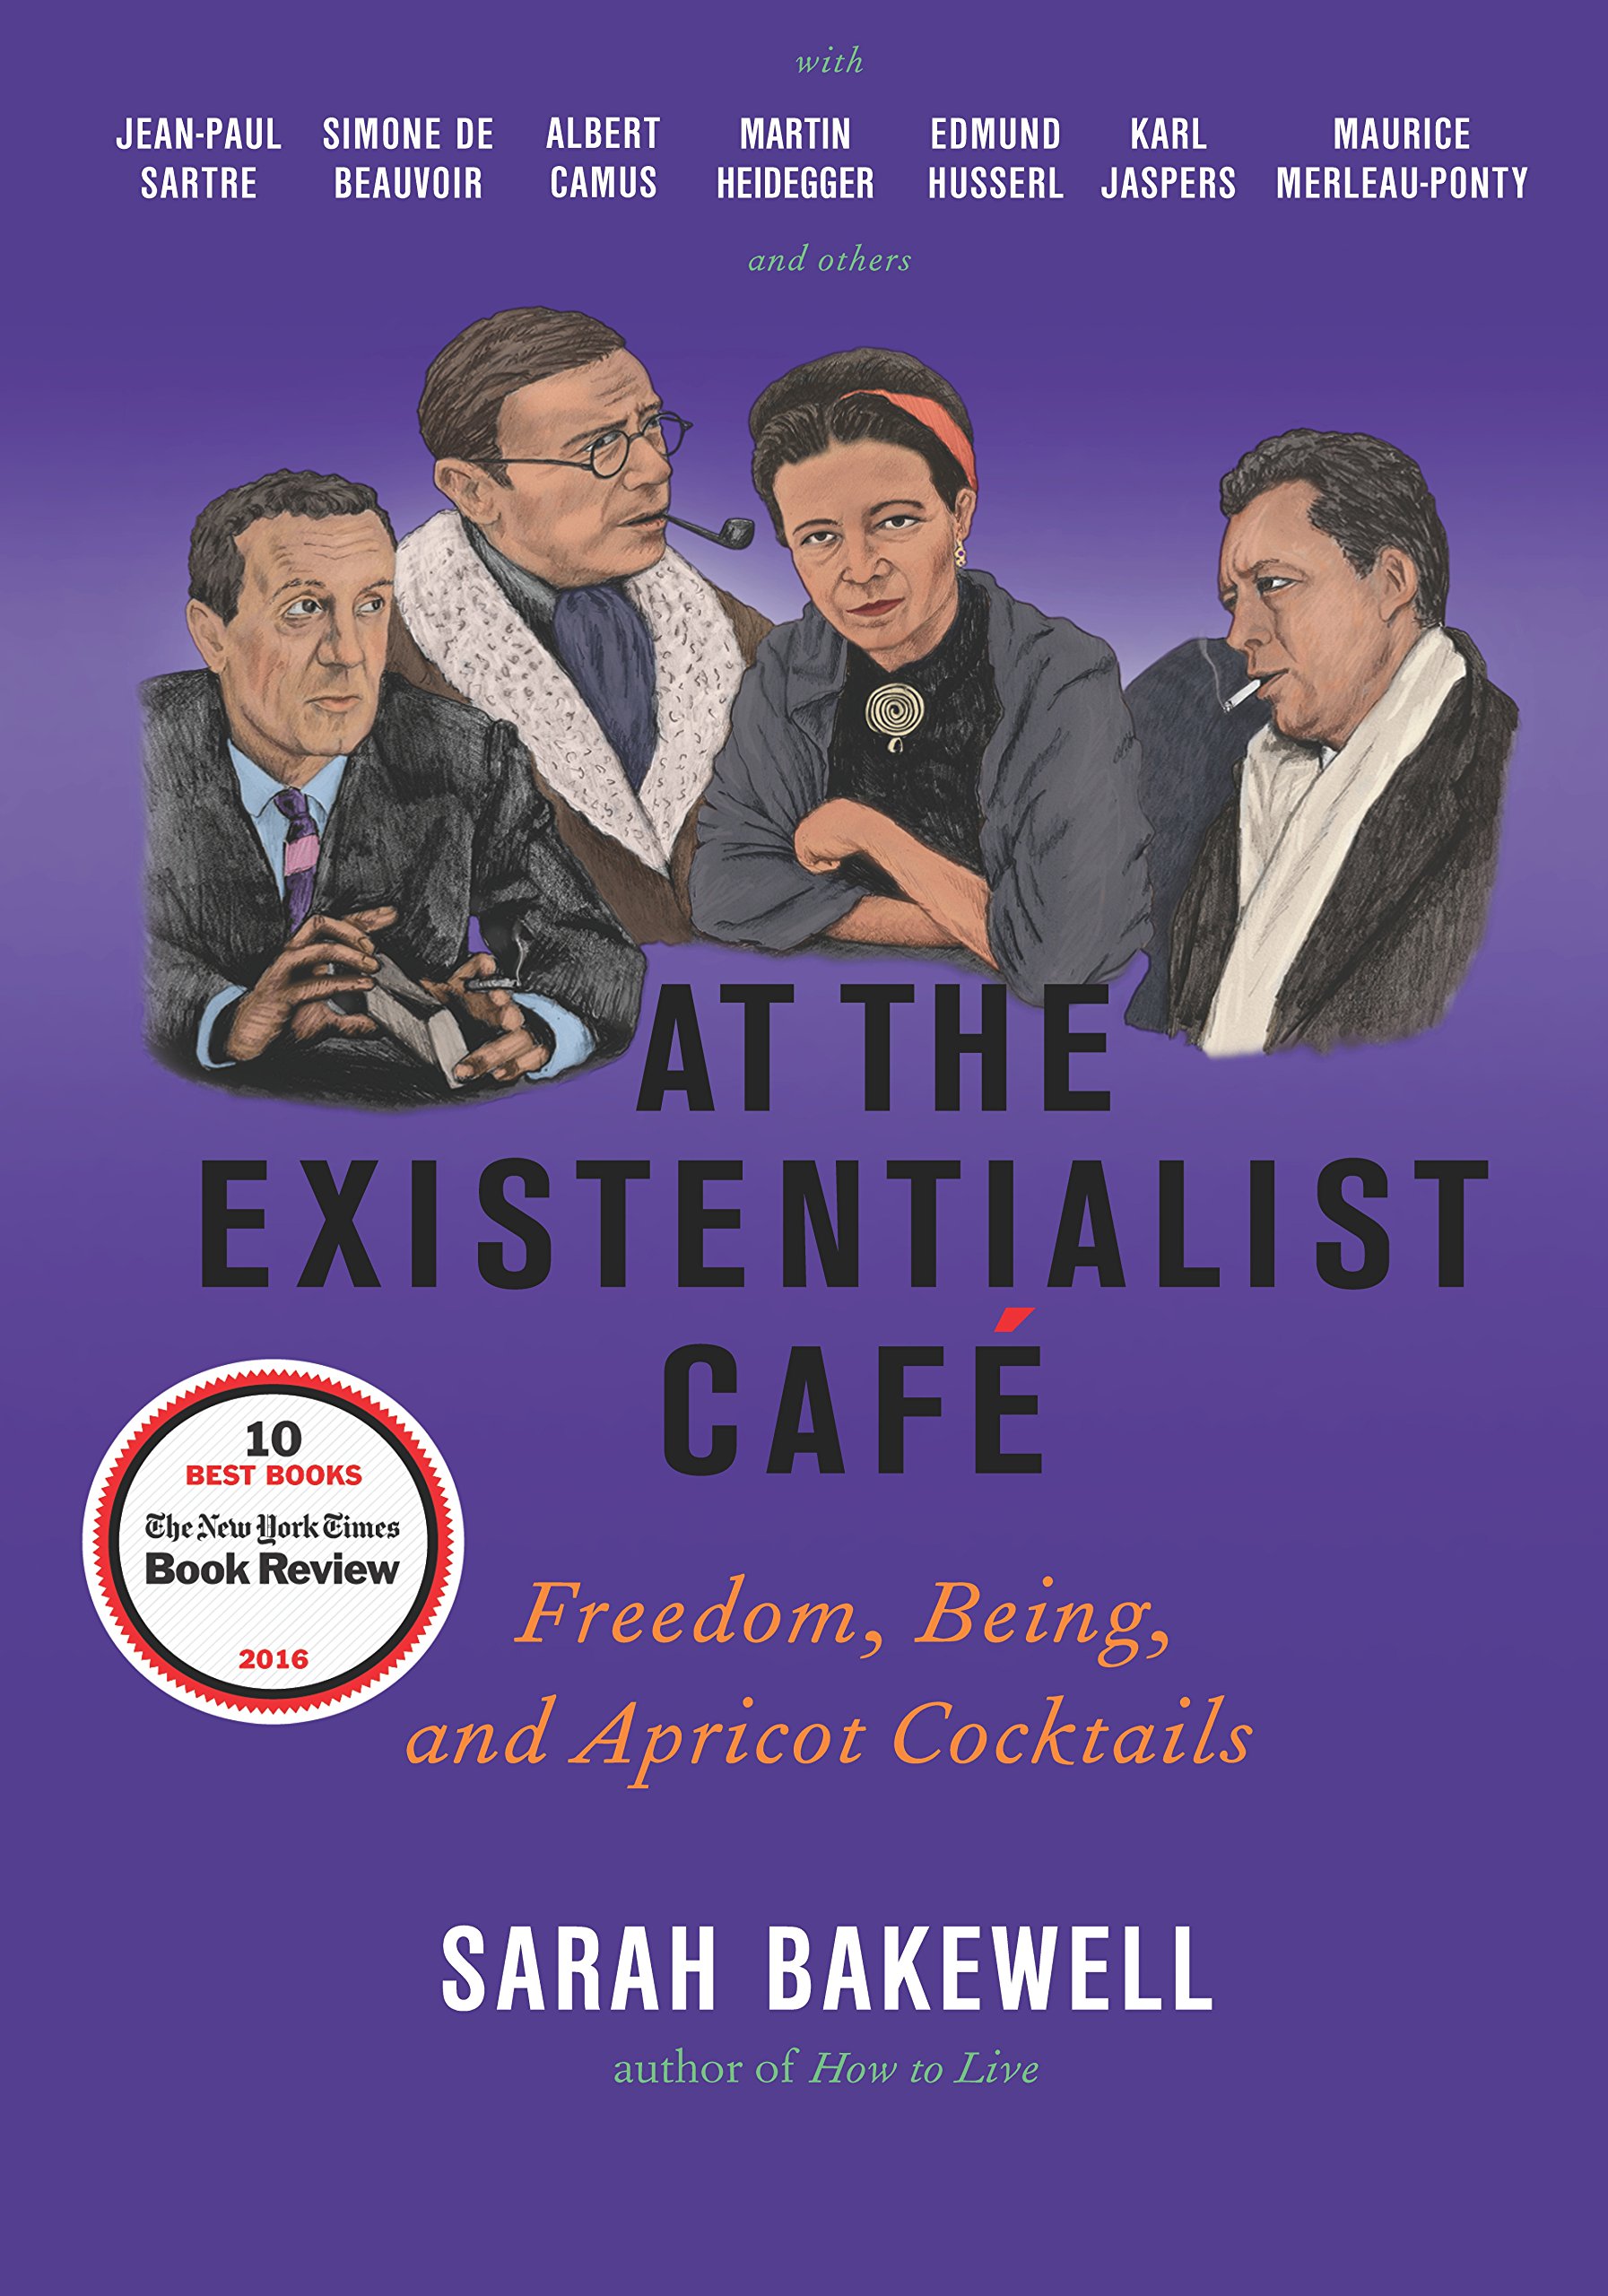 with
JEAN-PAUL SARTRE
SIMONE DE BEAUVOIR
ALBERT CAMUS
MARTIN HEIDEGGER
EDMUND HUSSERL
KARL JASPERS
MAURICE MERLEAU-PONTY
and others
AT THE
EXISTENTIALIST
CAFÉ
10
BEST BOOKS
The New York Times
Book Review
2016
Freedom, Being,
and Apricot Cocktails
SARAH BAKEWELL
author of How to Live